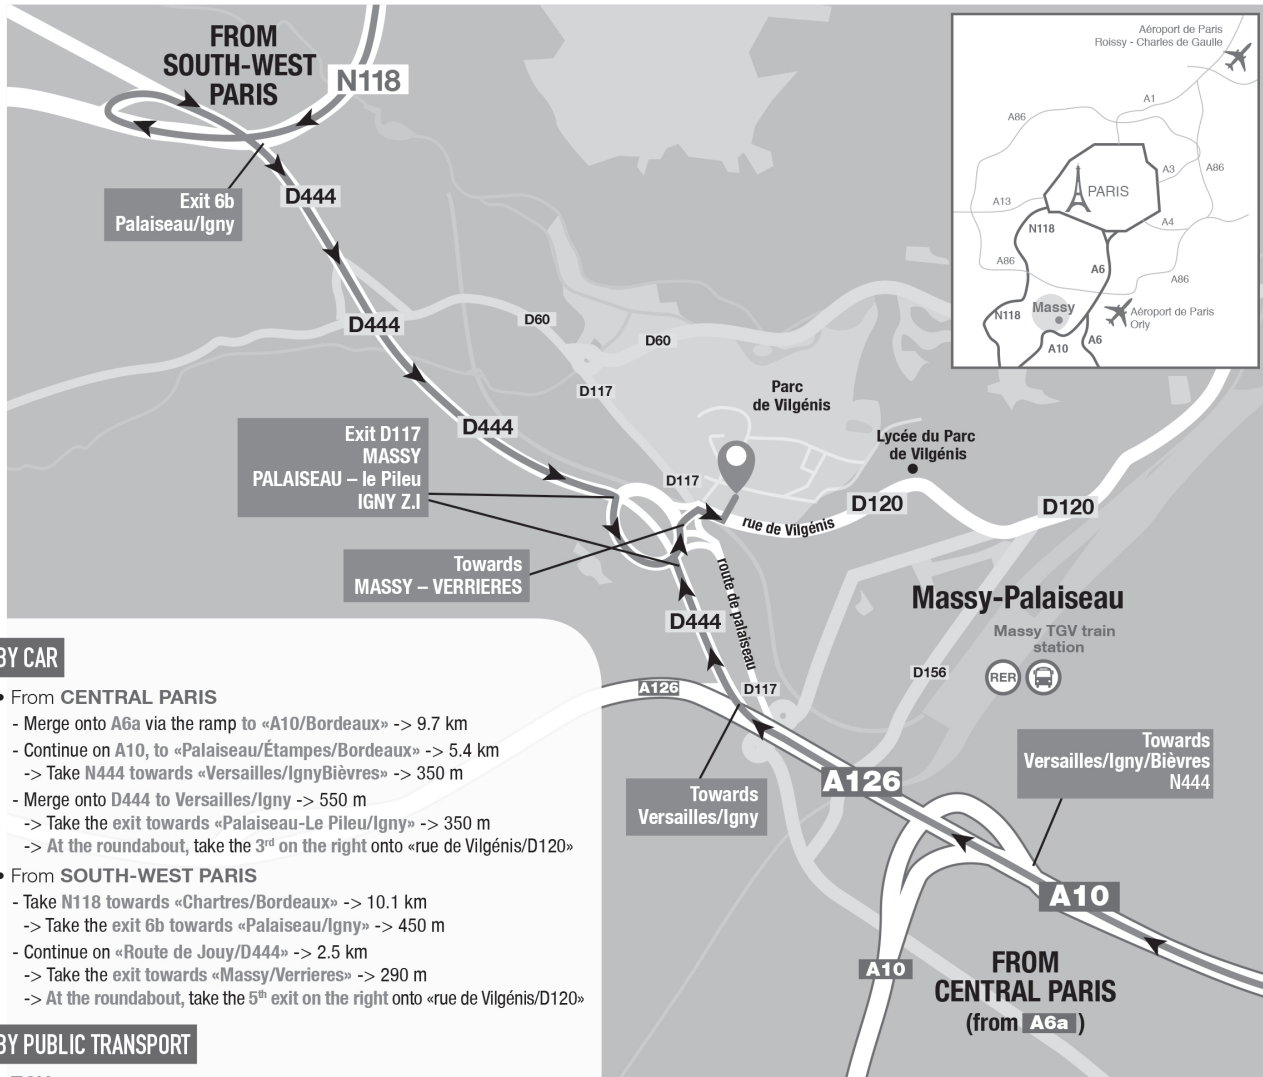 FROM
SOUTH-WEST
PARIS
N118
Exit 6b
Palaiseau/Igny
D444
D444
D60
D60
D117
D444
Exit D117
MASSY
PALAISEAU – le Pileu
IGNY Z.I
Towards
MASSY – VERRIERES
Parc
de Vilgénis
Lycée du Parc
de Vilgénis
D117
D120
D120
rue de Vilgénis
route de palaiseau
D444
Massy-Palaiseau
Massy TGV train
station
RER
D156
A126
D117
Towards
Versailles/Igny
A126
Towards
Versailles/Igny/Bièvres
N444
A10
A10
FROM
CENTRAL PARIS
(from A6a )
Aéroport de Paris
Roissy - Charles de Gaulle
A1
A86
A3
A86
PARIS
A13
A4
N118
A86
A6
A86
Massy
Aéroport de Paris
Orly
N118
A10
A6
BY CAR
• From CENTRAL PARIS
- Merge onto A6a via the ramp to «A10/Bordeaux» -> 9.7 km
- Continue on A10, to «Palaiseau/Étampes/Bordeaux» -> 5.4 km
-> Take N444 towards «Versailles/IgnyBièvres» -> 350 m
- Merge onto D444 to Versailles/Igny -> 550 m
-> Take the exit towards «Palaiseau-Le Pileu/Igny» -> 350 m
-> At the roundabout, take the 3rd on the right onto «rue de Vilgénis/D120»
• From SOUTH-WEST PARIS
- Take N118 towards «Chartres/Bordeaux» -> 10.1 km
-> Take the exit 6b towards «Palaiseau/Igny» -> 450 m
- Continue on «Route de Jouy/D444» -> 2.5 km
-> Take the exit towards «Massy/Verrieres» -> 290 m
-> At the roundabout, take the 5th exit on the right onto «rue de Vilgénis/D120»
BY PUBLIC TRANSPORT